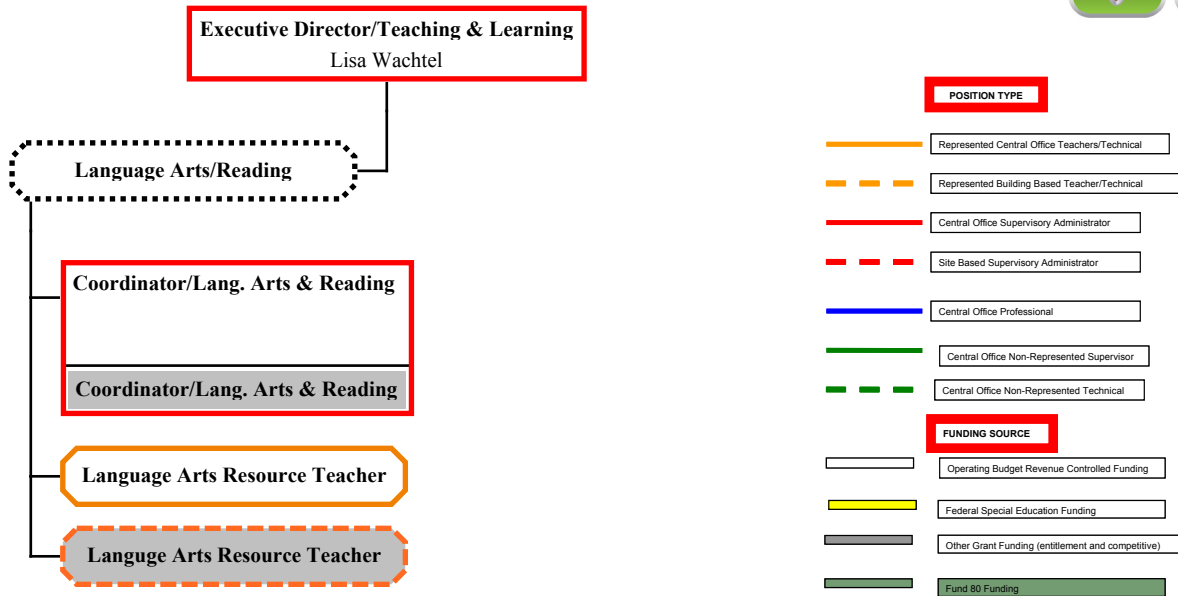 Executive Director/Teaching & Learning
Lisa Wachtel
Language Arts/Reading
Coordinator/Lang. Arts & Reading
Coordinator/Lang. Arts & Reading
Language Arts Resource Teacher
Languge Arts Resource Teacher
POSITION TYPE
Represented Central Office Teachers/Technical
Represented Building Based Teacher/Technical
Central Office Supervisory Administrator
Site Based Supervisory Administrator
Central Office Professional
Central Office Non-Represented Supervisor
Central Office Non-Represented Technical
FUNDING SOURCE
Operating Budget Revenue Controlled Funding
Federal Special Education Funding
Other Grant Funding (entitlement and competitive)
Fund 80 Funding